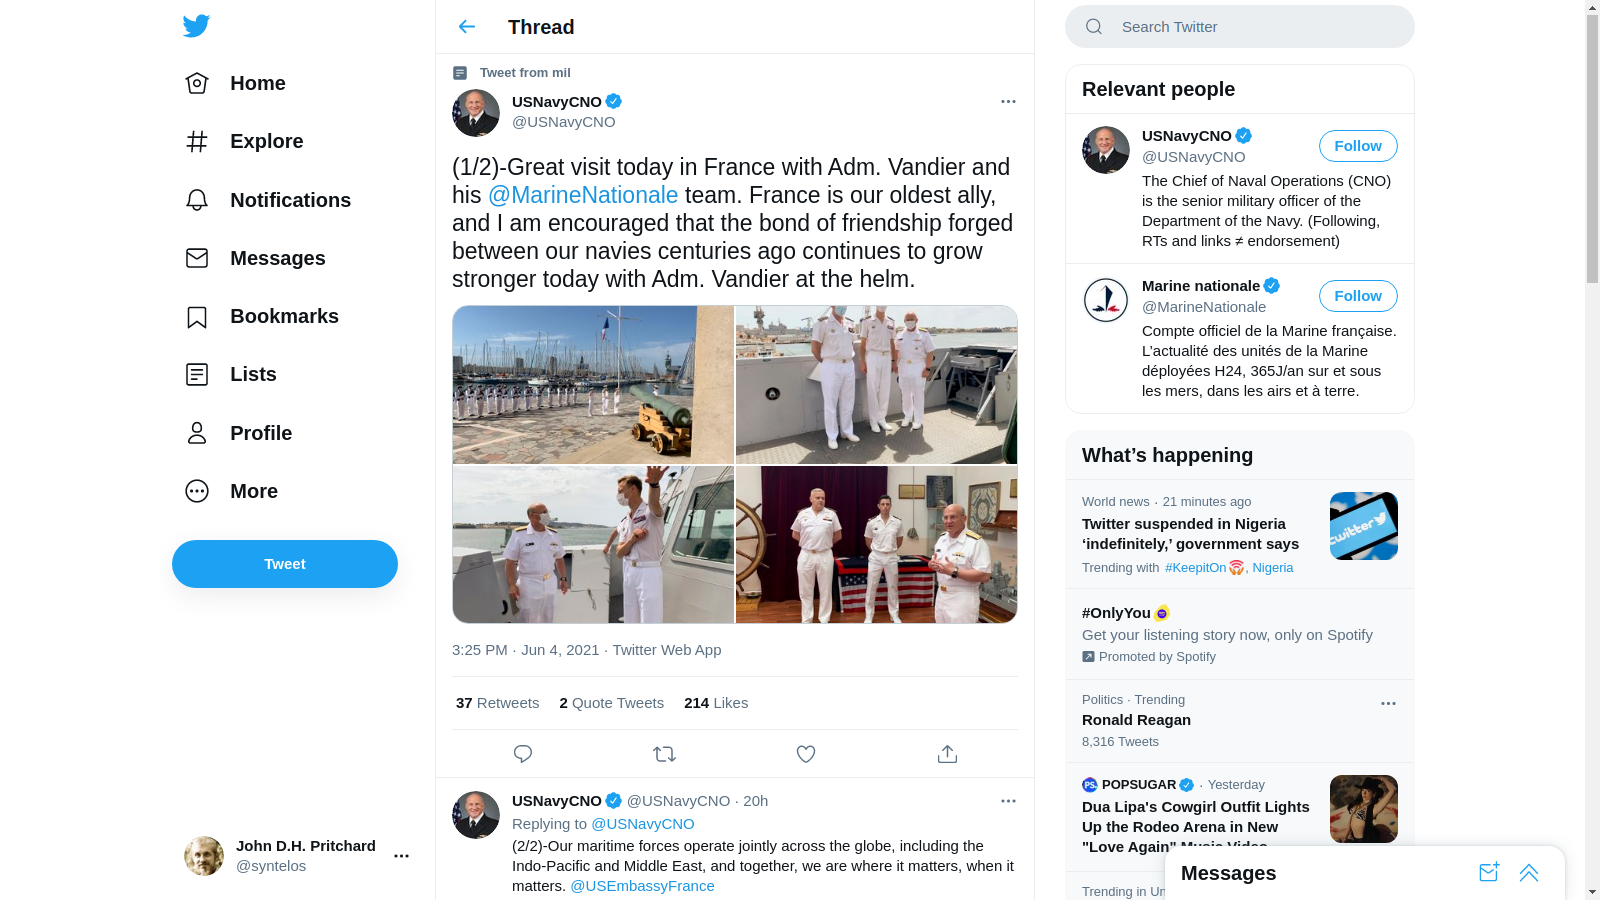 Home
Explore
Notifications
Messages
Bookmarks
Lists
Profile
More
Tweet
John D.H. Pritchard
@syntelos
Thread
Tweet from mil
USNavyCNO
@USNavyCNO
(1/2)-Great visit today in France with Adm. Vandier and
his @MarineNationale team. France is our oldest ally,
and I am encouraged that the bond of friendship forged
between our navies centuries ago continues to grow
stronger today with Adm. Vandier at the helm.
3:25 PM · Jun 4, 2021 · Twitter Web App
37 Retweets 2 Quote Tweets 214 Likes
USNavyCNO @USNavyCNO · 20h
Replying to @USNavyCNO
(2/2)-Our maritime forces operate jointly across the globe, including the
Indo-Pacific and Middle East, and together, we are where it matters, when it
matters. @USEmbassyFrance
Search Twitter
Relevant people
USNavyCNO
@USNavyCNO
Follow
The Chief of Naval Operations (CNO)
is the senior military officer of the
Department of the Navy. (Following,
RTs and links ≠ endorsement)
Marine nationale
@MarineNationale
Follow
Compte officiel de la Marine française.
L’actualité des unités de la Marine
déployées H24, 365J/an sur et sous
les mers, dans les airs et à terre.
What’s happening
World news · 21 minutes ago
Twitter suspended in Nigeria
‘indefinitely,’ government says
Trending with #KeepitOn, Nigeria
twitter
#OnlyYou
Get your listening story now, only on Spotify
Promoted by Spotify
Politics · Trending
Ronald Reagan
8,316 Tweets
PS POPSUGAR · Yesterday
Dua Lipa's Cowgirl Outfit Lights
Up the Rodeo Arena in New
"Love Again" Music Video
Trending in
Messages